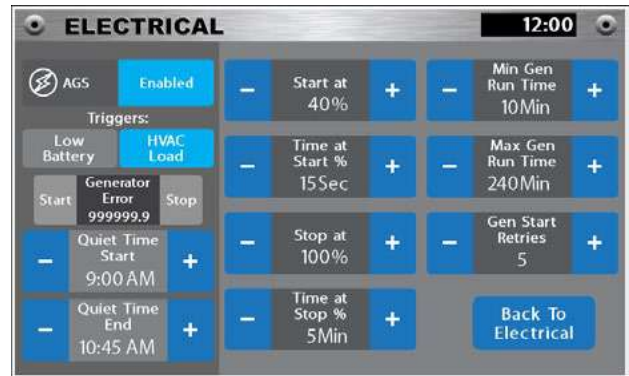 ELECTRICAL
12:00
AGS
Enabled
Triggers:
Low
Battery
HVAC
Load
Start
Generator
Error
999999.9
Stop
−
Quiet Time
Start
9:00 AM
+
−
Quiet Time
End
10:45 AM
+
−
Start at
40%
+
−
Time at
Start %
15Sec
+
−
Stop at
100%
+
−
Time at
Stop %
5Min
+
−
Min Gen
Run Time
10Min
+
−
Max Gen
Run Time
240Min
+
−
Gen Start
Retries
5
+
Back To
Electrical